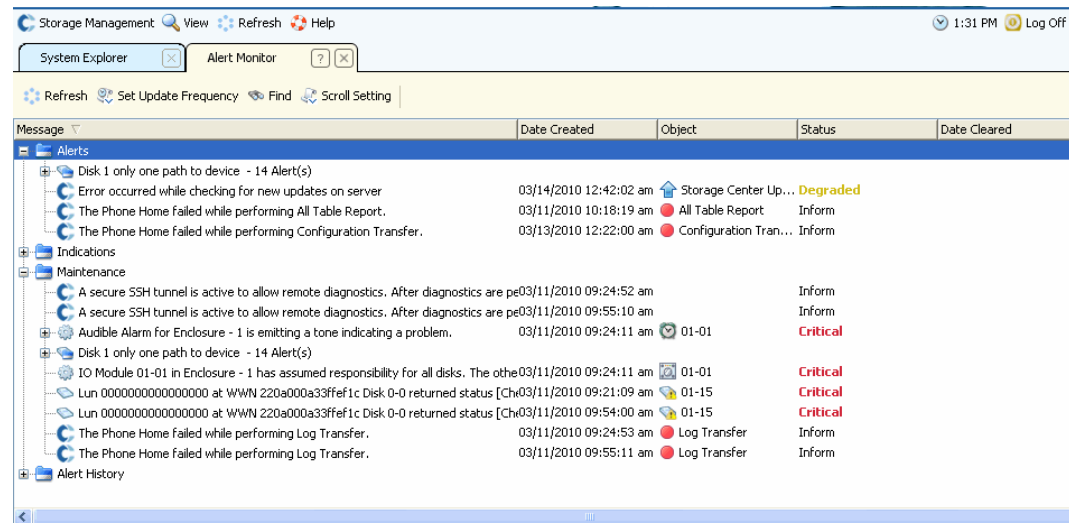 Storage Management View Refresh Help 1:31 PM Log Off
System Explorer Alert Monitor ?
Refresh Set Update Frequency Find Scroll Setting
Message Date Created Object Status Date Cleared
Alerts
Disk 1 only one path to device - 14 Alert(s)
Error occurred while checking for new updates on server 03/14/2010 12:42:02 am Storage Center Up... Degraded
The Phone Home failed while performing All Table Report. 03/11/2010 10:18:19 am All Table Report Inform
The Phone Home failed while performing Configuration Transfer. 03/13/2010 12:22:00 am Configuration Tran... Inform
Indications
Maintenance
A secure SSH tunnel is active to allow remote diagnostics. After diagnostics are pe 03/11/2010 09:24:52 am Inform
A secure SSH tunnel is active to allow remote diagnostics. After diagnostics are pe 03/11/2010 09:55:10 am Inform
Audible Alarm for Enclosure - 1 is emitting a tone indicating a problem. 03/11/2010 09:24:11 am 01-01 Critical
Disk 1 only one path to device - 14 Alert(s)
IO Module 01-01 in Enclosure - 1 has assumed responsibility for all disks. The othe 03/11/2010 09:24:11 am 01-01 Critical
Lun 0000000000000000 at WWN 220a000a33ffef1c Disk 0-0 returned status [Che 03/11/2010 09:21:09 am 01-15 Critical
Lun 0000000000000000 at WWN 220a000a33ffef1c Disk 0-0 returned status [Che 03/11/2010 09:54:00 am 01-15 Critical
The Phone Home failed while performing Log Transfer. 03/11/2010 09:24:53 am Log Transfer Inform
The Phone Home failed while performing Log Transfer. 03/11/2010 09:55:11 am Log Transfer Inform
Alert History